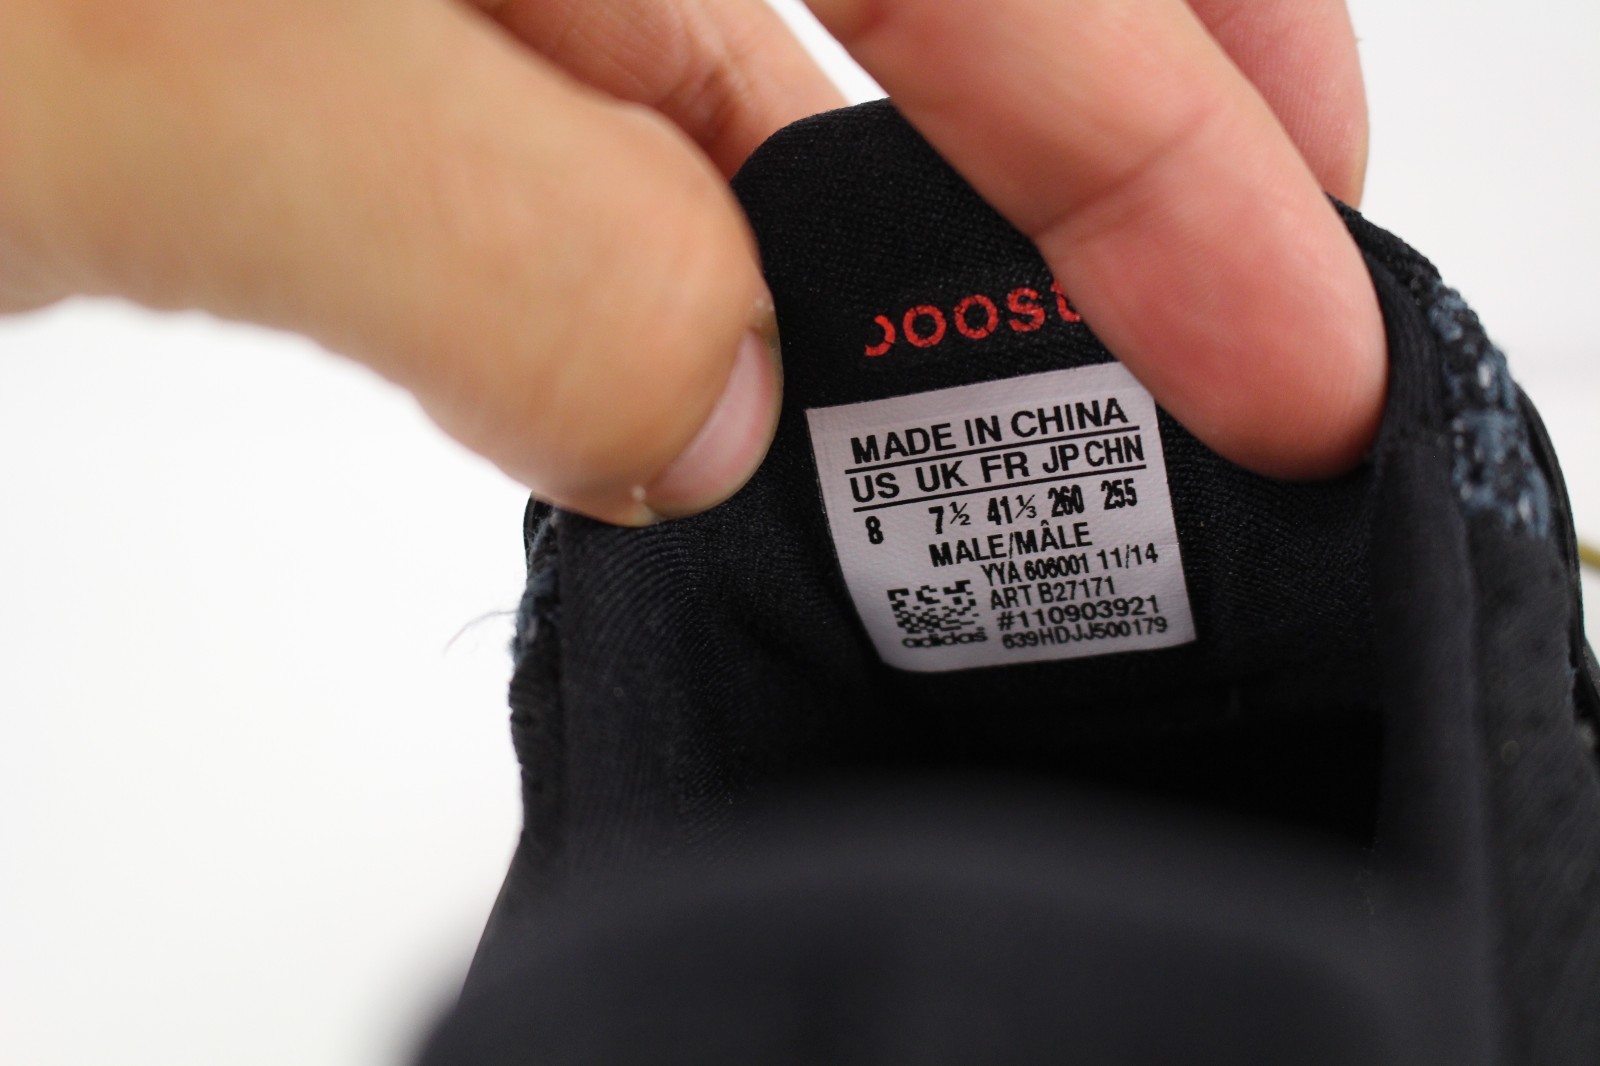 MADE IN CHINA
US UK FR JP CHN
8 7½ 41⅓ 260 255
MALE/MÂLE
YYA 606001 11/14
ART B27171
#110903921
adidas 639HDJJ500179